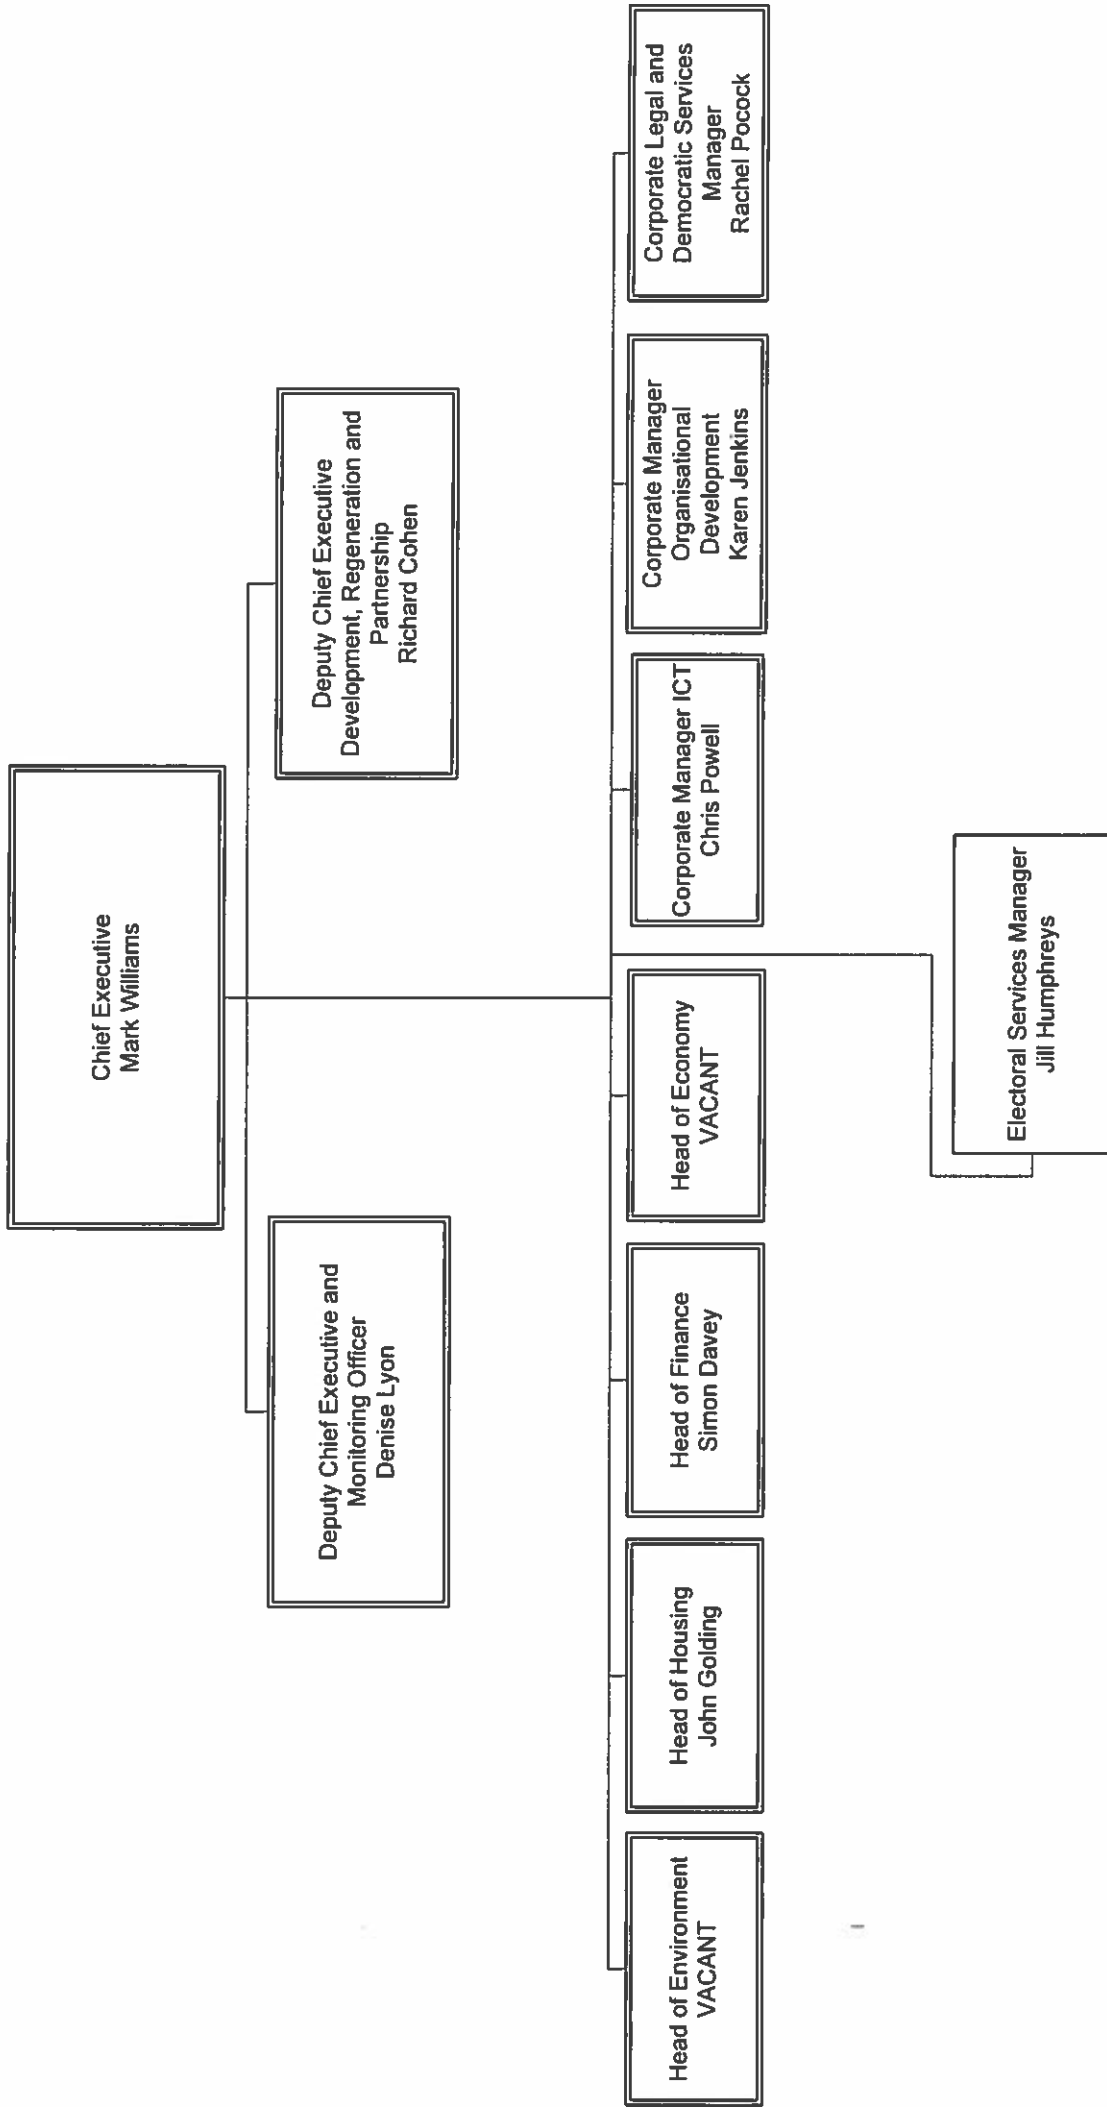 Chief Executive
Mark Williams
Deputy Chief Executive and
Monitoring Officer
Denise Lyon
Deputy Chief Executive
Development, Regeneration and
Partnership
Richard Cohen
Head of Environment
VACANT
Head of Housing
John Golding
Head of Finance
Simon Davey
Head of Economy
VACANT
Corporate Manager ICT
Chris Powell
Corporate Manager
Organisational
Development
Karen Jenkins
Corporate Legal and
Democratic Services
Manager
Rachel Pocock
Electoral Services Manager
Jill Humphreys